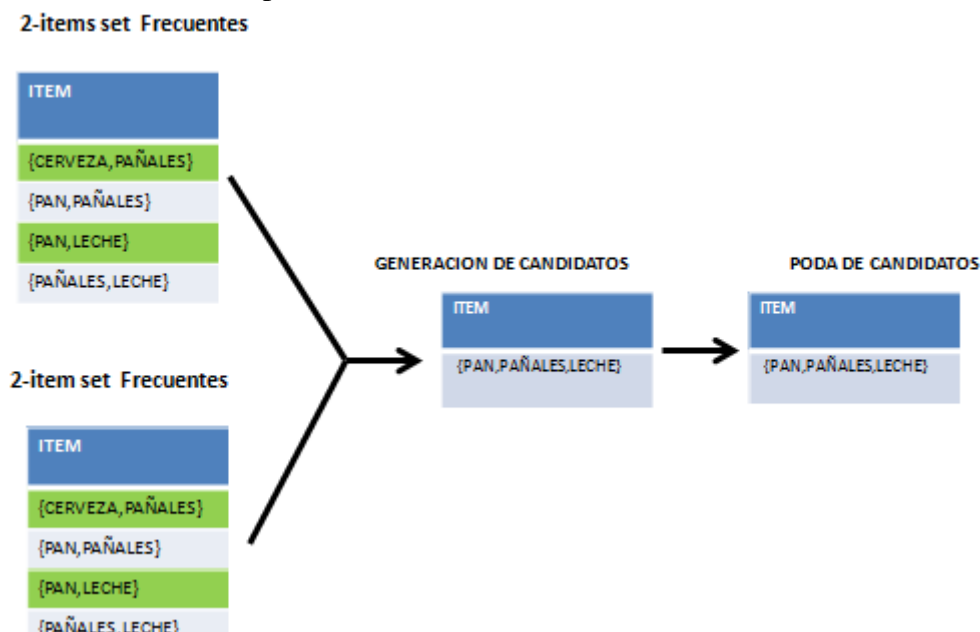 2-items set Frecuentes
ITEM
{CERVEZA,PAÑALES}
{PAN,PAÑALES}
{PAN,LECHE}
{PAÑALES,LECHE}
GENERACION DE CANDIDATOS
ITEM
{PAN,PAÑALES,LECHE}
PODA DE CANDIDATOS
ITEM
{PAN,PAÑALES,LECHE}
2-item set Frecuentes
ITEM
{CERVEZA,PAÑALES}
{PAN,PAÑALES}
{PAN,LECHE}
{PAÑALES,LECHE}